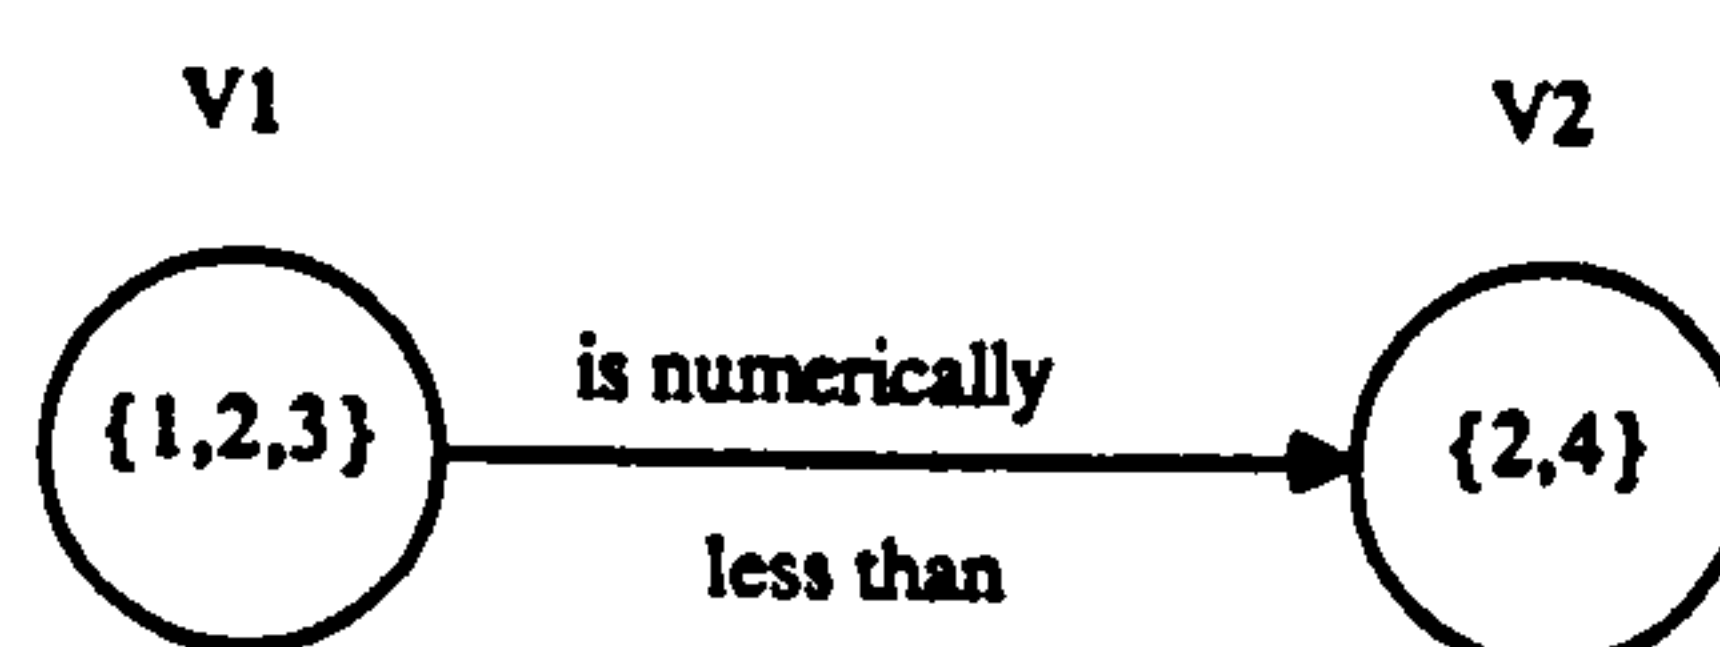 V1
V2
is numerically
{1,2,3}
{2,4}
less than